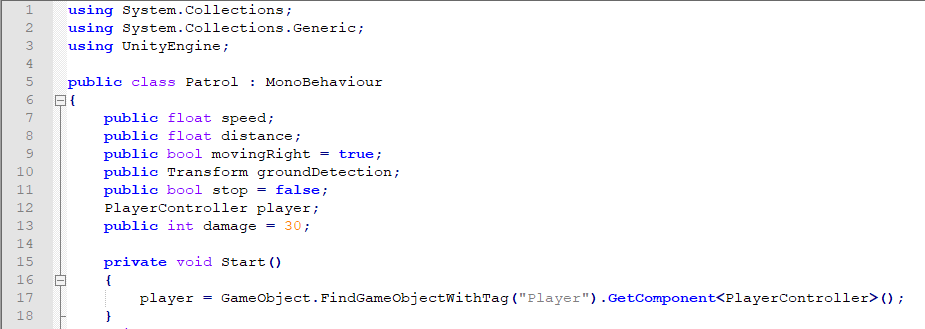 1 using System.Collections;
2 using System.Collections.Generic;
3 using UnityEngine;
4
5 public class Patrol : MonoBehaviour
6 {
7 public float speed;
8 public float distance;
9 public bool movingRight = true;
10 public Transform groundDetection;
11 public bool stop = false;
12 PlayerController player;
13 public int damage = 30;
14
15 private void Start()
16 {
17 player = GameObject.FindGameObjectWithTag("Player").GetComponent<PlayerController>();
18 }